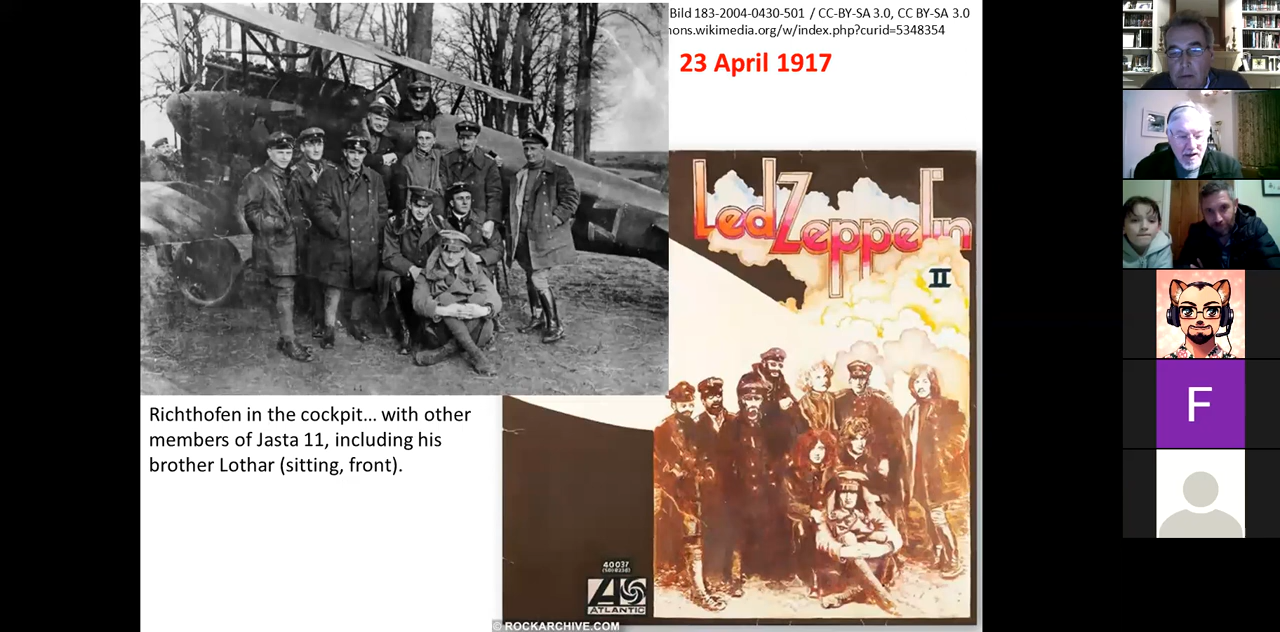 Bild 183-2004-0430-501 / CC-BY-SA 3.0, CC BY-SA 3.0
ons.wikimedia.org/w/index.php?curid=5348354
23 April 1917
Led Zeppelin
II
Richthofen in the cockpit... with other
members of Jasta 11, including his
brother Lothar (sitting, front).
40037
ATLANTIC
© ROCKARCHIVE.COM
F